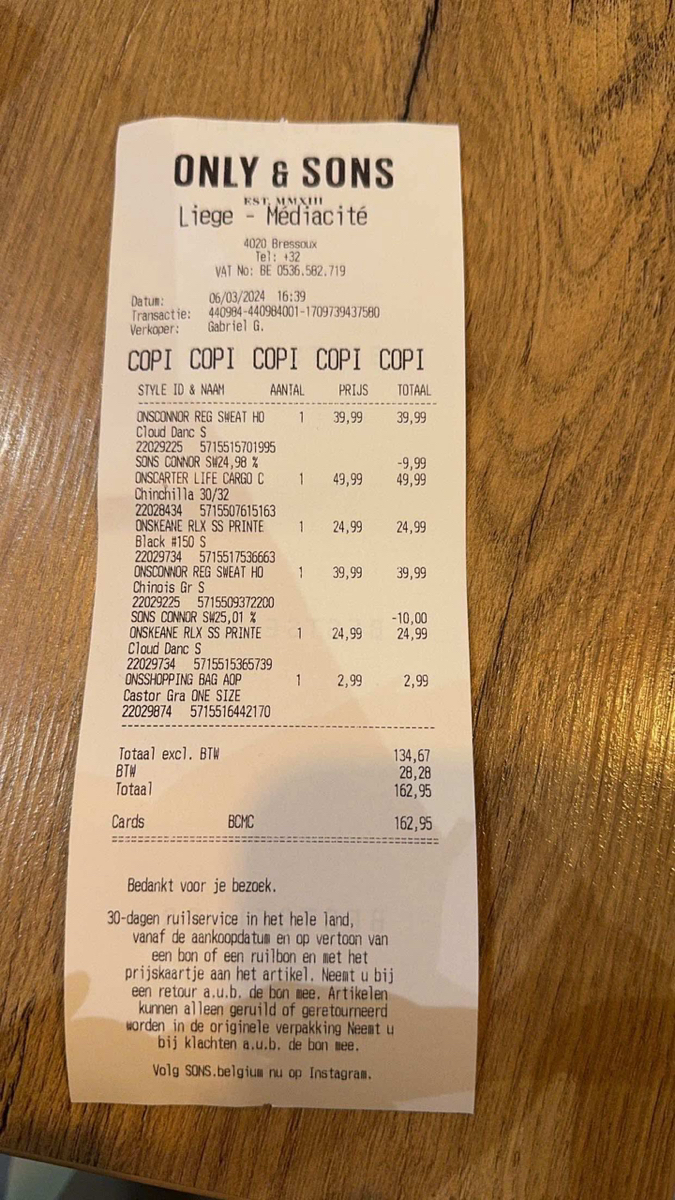 ONLY & SONS
EST. MMXIII
Liege - Médiacité
4020 Bressoux
Tel: +32
VAT No: BE 0536.582.719
Datum: 06/03/2024 16:39
Transactie: 440984-440984001-1709739437580
Verkoper: Gabriel G.
COPI COPI COPI COPI COPI
STYLE ID & NAAM AANTAL PRIJS TOTAAL
ONSCONNOR REG SWEAT HO 1 39,99 39,99
Cloud Danc S
22029225 5715515701995
SONS CONNOR SW24,98 % -9,99
ONSCARTER LIFE CARGO C 1 49,99 49,99
Chinchilla 30/32
22028434 5715507615163
ONSKEANE RLX SS PRINTE 1 24,99 24,99
Black #150 S
22029734 5715517536663
ONSCONNOR REG SWEAT HO 1 39,99 39,99
Chinois Gr S
22029225 5715509372200
SONS CONNOR SW25,01 % -10,00
ONSKEANE RLX SS PRINTE 1 24,99 24,99
Cloud Danc S
22029734 5715515365739
ONSSHOPPING BAG AOP 1 2,99 2,99
Castor Gra ONE SIZE
22029874 5715516442170
Totaal excl. BTW 134,67
BTW 28,28
Totaal 162,95
Cards BCMC 162,95
Bedankt voor je bezoek.
30-dagen ruilservice in het hele land,
vanaf de aankoopdatum en op vertoon van
een bon of een ruilbon en met het
prijskaartje aan het artikel. Neemt u bij
een retour a.u.b. de bon mee. Artikelen
kunnen alleen geruild of geretourneerd
worden in de originele verpakking Neemt u
bij klachten a.u.b. de bon mee.
Volg SONS.belgium nu op Instagram.